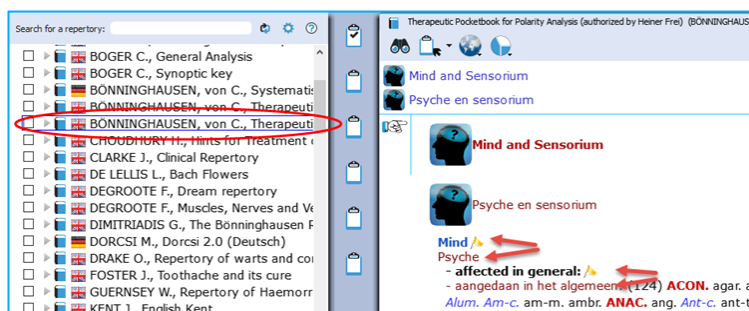 Search for a repertory:
BOGER C., General Analysis
BOGER C., Synoptic key
BÖNNINGHAUSEN, von C., Systematis
BÖNNINGHAUSEN, von C., Therapeuti
BÖNNINGHAUSEN, von C., Therapeuti
CHOUDHURY H., Hints for Treatment
CLARKE J., Clinical Repertory
DE LELLIS L., Bach Flowers
DEGROOTE F., Dream repertory
DEGROOTE F., Muscles, Nerves and Ve
DIMITRIADIS G., The Bönninghausen R
DORCSI M., Dorcsi 2.0 (Deutsch)
DRAKE O., Repertory of warts and con
FOSTER J., Toothache and its cure
GUERNSEY W., Repertory of Haemorr
KENT J., English Kent
Therapeutic Pocketbook for Polarity Analysis (authorized by Heiner Frei) (BÖNNINGHAUS
Mind and Sensorium
Psyche en sensorium
Mind and Sensorium
Psyche en sensorium
Mind
Psyche
- affected in general:
- aangedaan in het algemeen: (124) ACON. agar. a
Alum. Am-c. am-m. ambr. ANAC. ang. Ant-c. ant-t